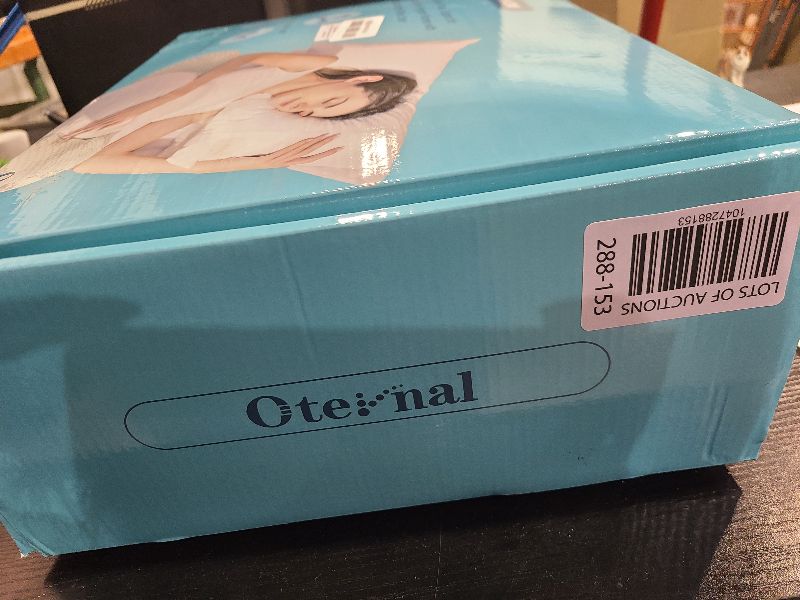 LOTS OF AUCTIONS
1047288153
288-153
Oternal